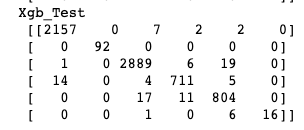 Xgb_Test
[[2157 0 7 2 2 0]
[ 0 92 0 0 0 0]
[ 1 0 2889 6 19 0]
[ 14 0 4 711 5 0]
[ 0 0 17 11 804 0]
[ 0 0 1 0 6 16]]